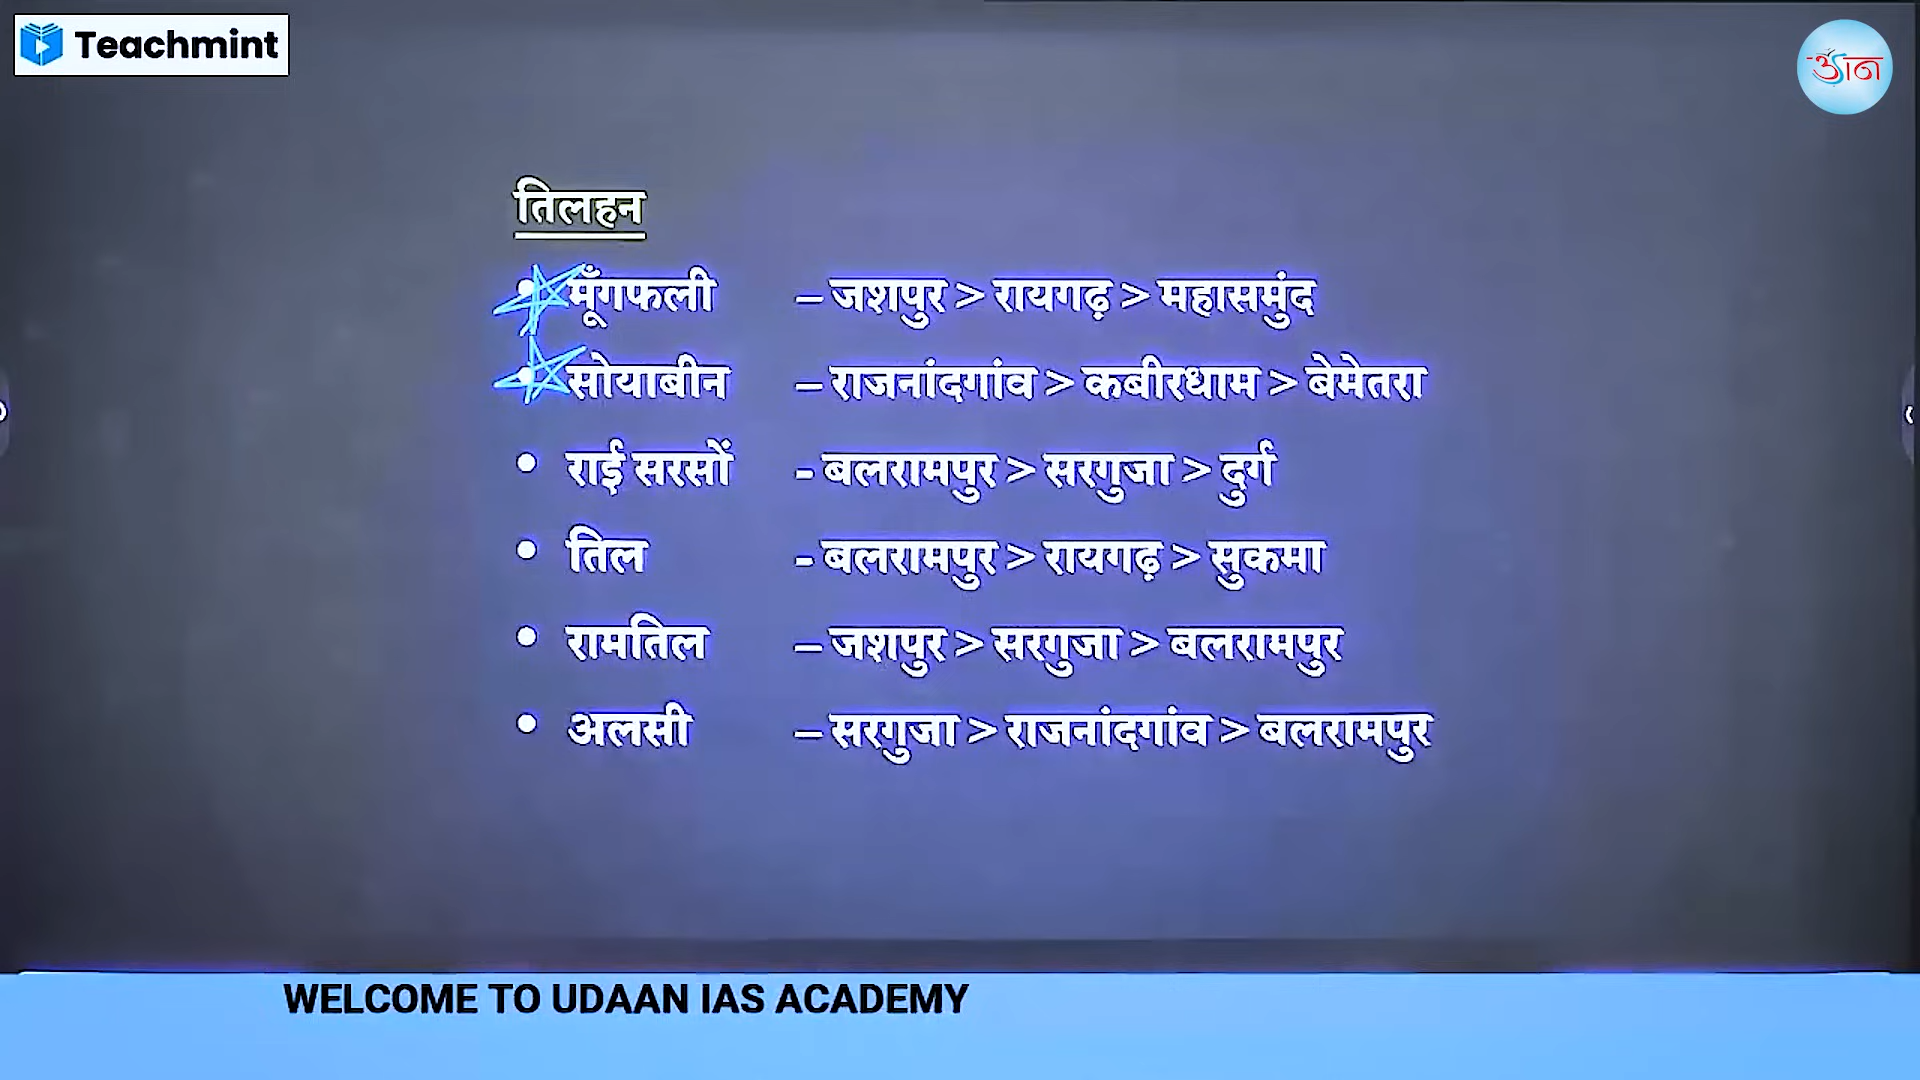 Teachmint
उड़ान
तिलहन
• मूँगफली – जशपुर > रायगढ़ > महासमुंद
• सोयाबीन – राजनांदगांव > कबीरधाम > बेमेतरा
• राई सरसों - बलरामपुर > सरगुजा > दुर्ग
• तिल - बलरामपुर > रायगढ़ > सुकमा
• रामतिल – जशपुर > सरगुजा > बलरामपुर
• अलसी – सरगुजा > राजनांदगांव > बलरामपुर
WELCOME TO UDAAN IAS ACADEMY